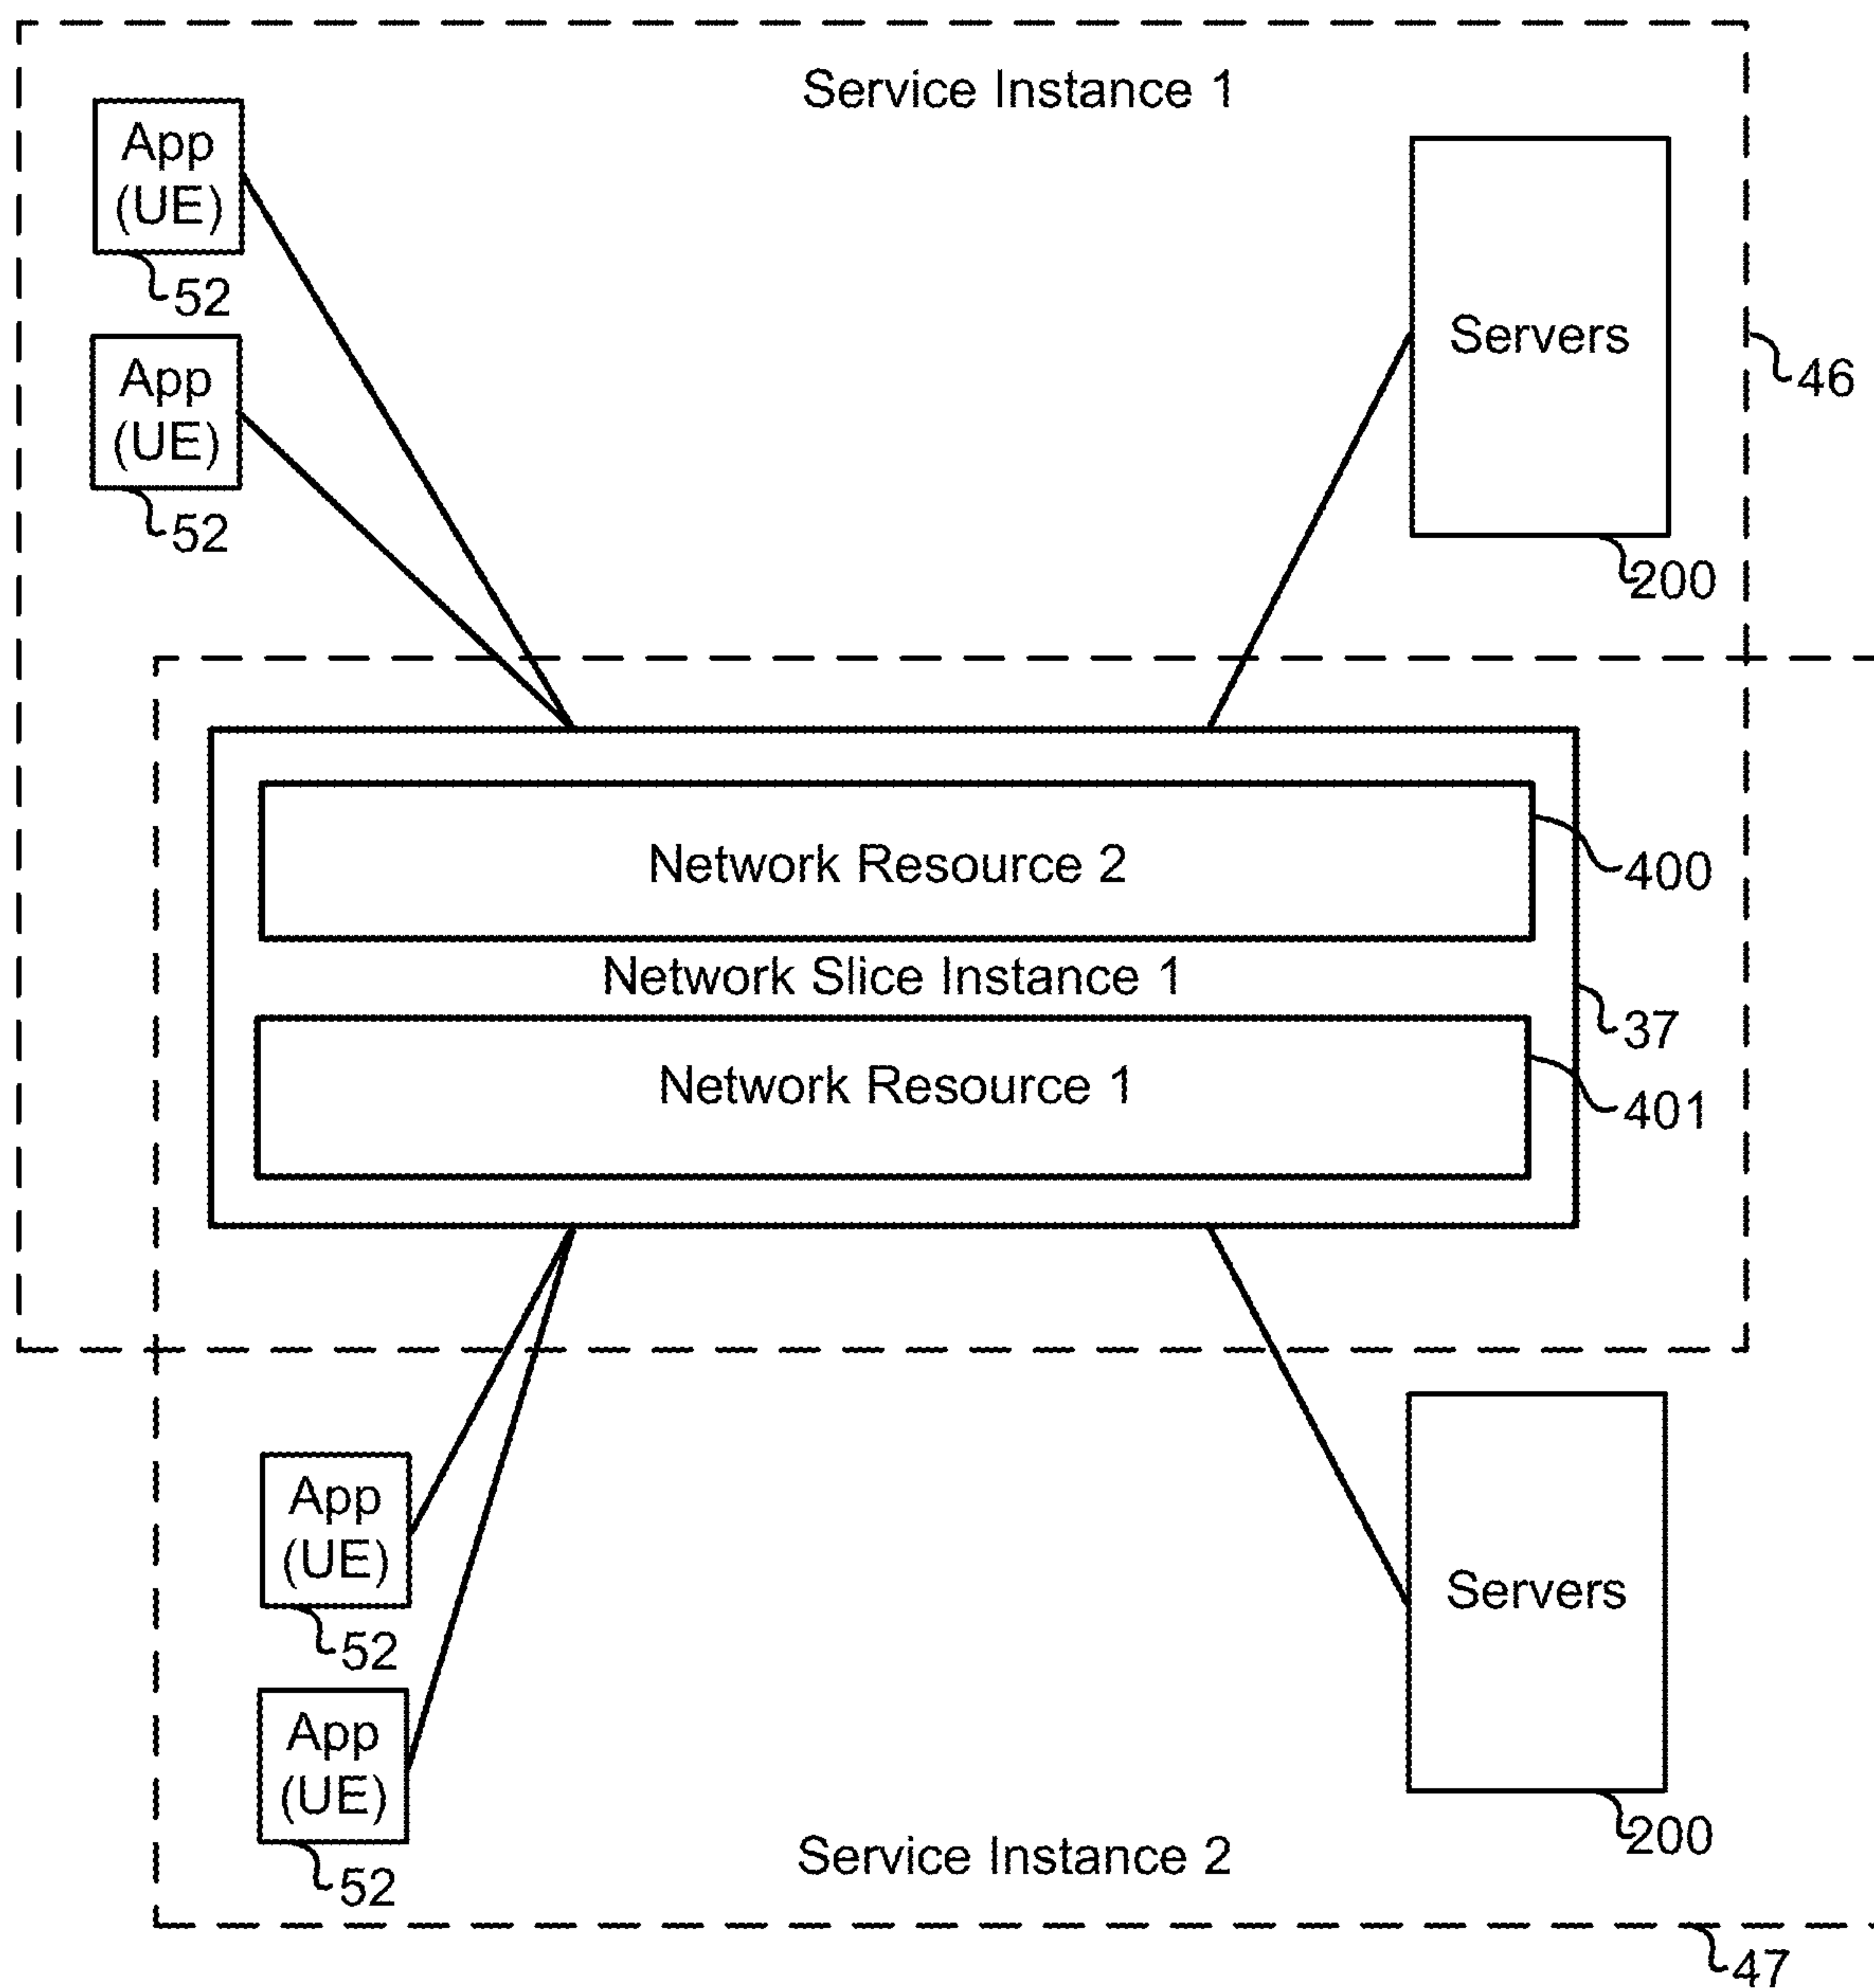 Service Instance 1
App
(UE)
52
App
(UE)
52
Servers
46
200
Network Resource 2
400
Network Slice Instance 1
37
Network Resource 1
401
App
(UE)
52
App
(UE)
52
Servers
200
Service Instance 2
47